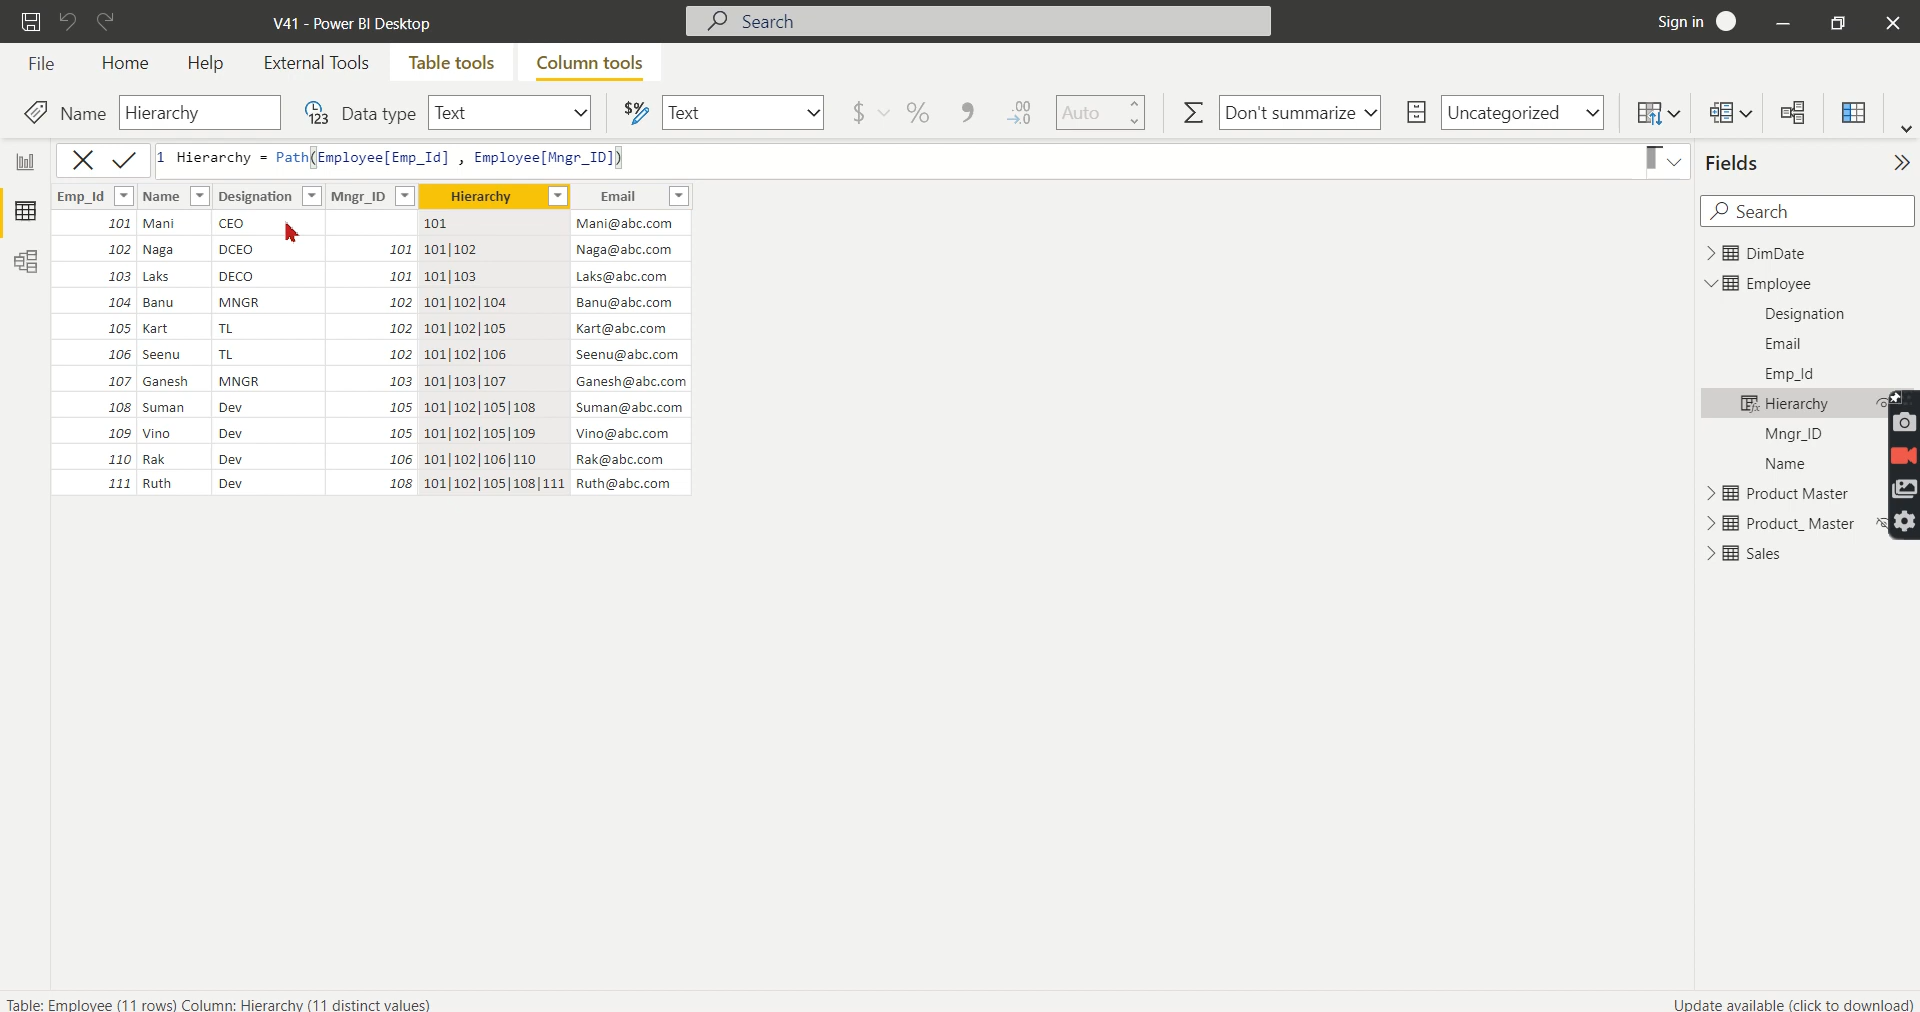 V41 - Power BI Desktop
Search
Sign in
File Home Help External Tools Table tools Column tools
Name Hierarchy Data type Text $% Text $ % .00 Auto Don't summarize Uncategorized
1 Hierarchy = Path(Employee[Emp_Id] , Employee[Mngr_ID])
Emp_Id Name Designation Mngr_ID Hierarchy Email
101 Mani CEO 101 Mani@abc.com
102 Naga DCEO 101 101|102 Naga@abc.com
103 Laks DECO 101 101|103 Laks@abc.com
104 Banu MNGR 102 101|102|104 Banu@abc.com
105 Kart TL 102 101|102|105 Kart@abc.com
106 Seenu TL 102 101|102|106 Seenu@abc.com
107 Ganesh MNGR 103 101|103|107 Ganesh@abc.com
108 Suman Dev 105 101|102|105|108 Suman@abc.com
109 Vino Dev 105 101|102|105|109 Vino@abc.com
110 Rak Dev 106 101|102|106|110 Rak@abc.com
111 Ruth Dev 108 101|102|105|108|111 Ruth@abc.com
Fields
Search
DimDate
Employee
Designation
Email
Emp_Id
Hierarchy
Mngr_ID
Name
Product Master
Product_ Master
Sales
Table: Employee (11 rows) Column: Hierarchy (11 distinct values)
Update available (click to download)